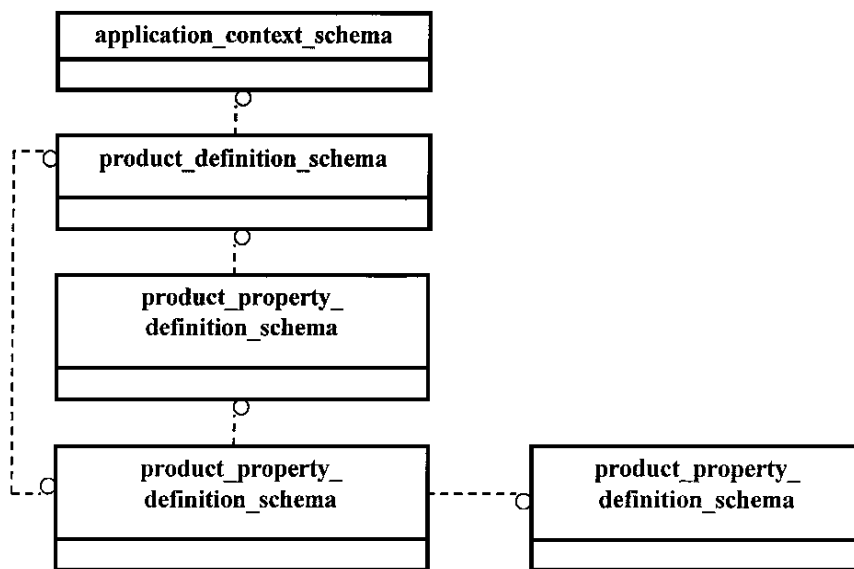 application_context_schema
product_definition_schema
product_property_
definition_schema
product_property_
definition_schema
product_property_
definition_schema